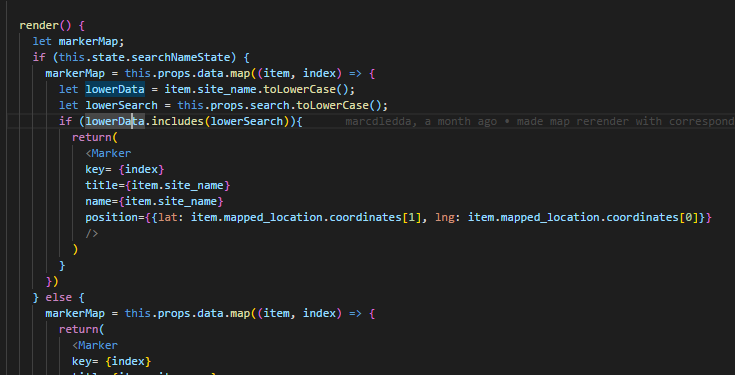 render() {
let markerMap;
if (this.state.searchNameState) {
markerMap = this.props.data.map((item, index) => {
let lowerData = item.site_name.toLowerCase();
let lowerSearch = this.props.search.toLowerCase();
if (lowerData.includes(lowerSearch)){ marcdledda, a month ago • made map rerender with correspond
return(
<Marker
key= {index}
title={item.site_name}
name={item.site_name}
position={{lat: item.mapped_location.coordinates[1], lng: item.mapped_location.coordinates[0]}}
/>
)
}
})
} else {
markerMap = this.props.data.map((item, index) => {
return(
<Marker
key= {index}